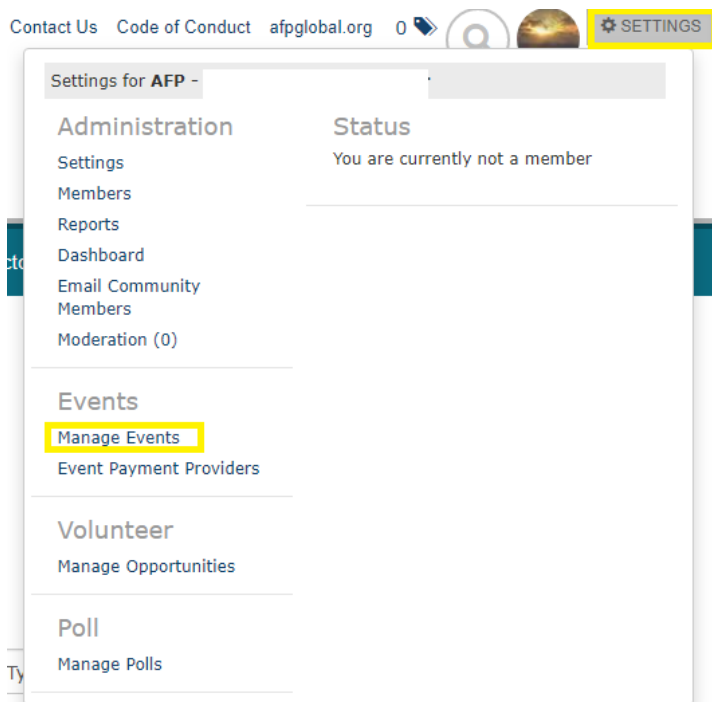 Contact Us Code of Conduct afpglobal.org 0 SETTINGS
Settings for AFP -
Administration
Settings
Members
Reports
Dashboard
Email Community
Members
Moderation (0)
Status
You are currently not a member
Events
Manage Events
Event Payment Providers
Volunteer
Manage Opportunities
Poll
Manage Polls